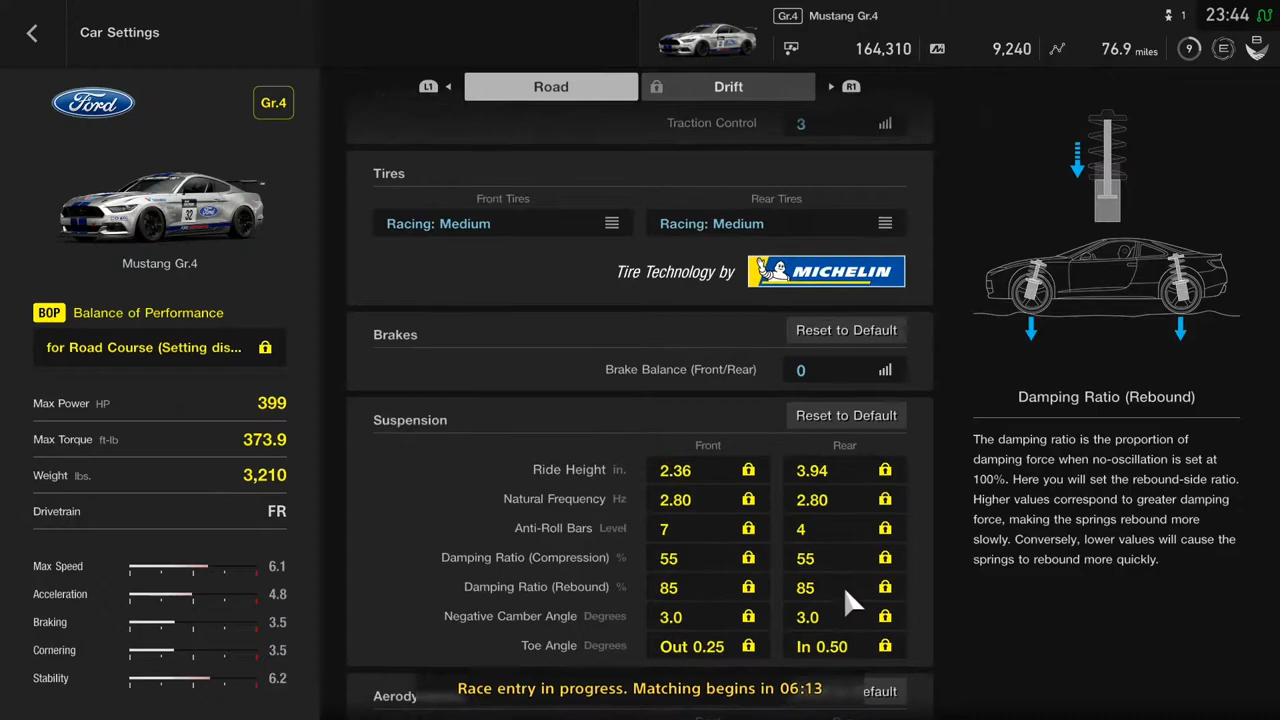 Car Settings
Gr.4 Mustang Gr.4
164,310 9,240 76.9 miles 9 E B
1 23:44
Ford
Gr.4
Mustang Gr.4
BOP Balance of Performance
for Road Course (Setting dis...
Max Power HP 399
Max Torque ft-lb 373.9
Weight lbs. 3,210
Drivetrain FR
Max Speed 6.1
Acceleration 4.8
Braking 3.5
Cornering 3.5
Stability 6.2
L1 Road Drift R1
Traction Control 3
Tires
Front Tires Rear Tires
Racing: Medium Racing: Medium
Tire Technology by MICHELIN
Brakes Reset to Default
Brake Balance (Front/Rear) 0
Suspension Reset to Default
Front Rear
Ride Height in. 2.36 3.94
Natural Frequency Hz 2.80 2.80
Anti-Roll Bars Level 7 4
Damping Ratio (Compression) % 55 55
Damping Ratio (Rebound) % 85 85
Negative Camber Angle Degrees 3.0 3.0
Toe Angle Degrees Out 0.25 In 0.50
Aerody efault
Race entry in progress. Matching begins in 06:13
Damping Ratio (Rebound)
The damping ratio is the proportion of
damping force when no-oscillation is set at
100%. Here you will set the rebound-side ratio.
Higher values correspond to greater damping
force, making the springs rebound more
slowly. Conversely, lower values will cause the
springs to rebound more quickly.